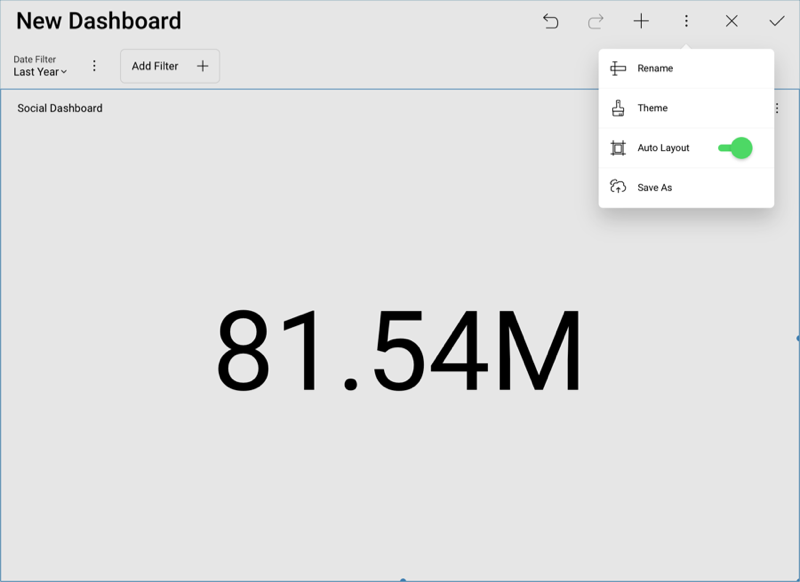 New Dashboard
Date Filter
Last Year
Add Filter
Rename
Social Dashboard
Theme
Auto Layout
Save As
81.54M